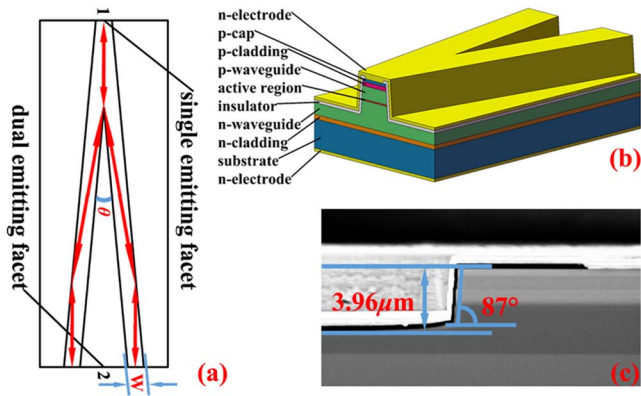 1
single emitting facet
dual emitting facet
θ
2
W
(a)
n-electrode
p-cap
p-cladding
p-waveguide
active region
insulator
n-waveguide
n-cladding
substrate
n-electrode
(b)
3.96μm
87°
(c)